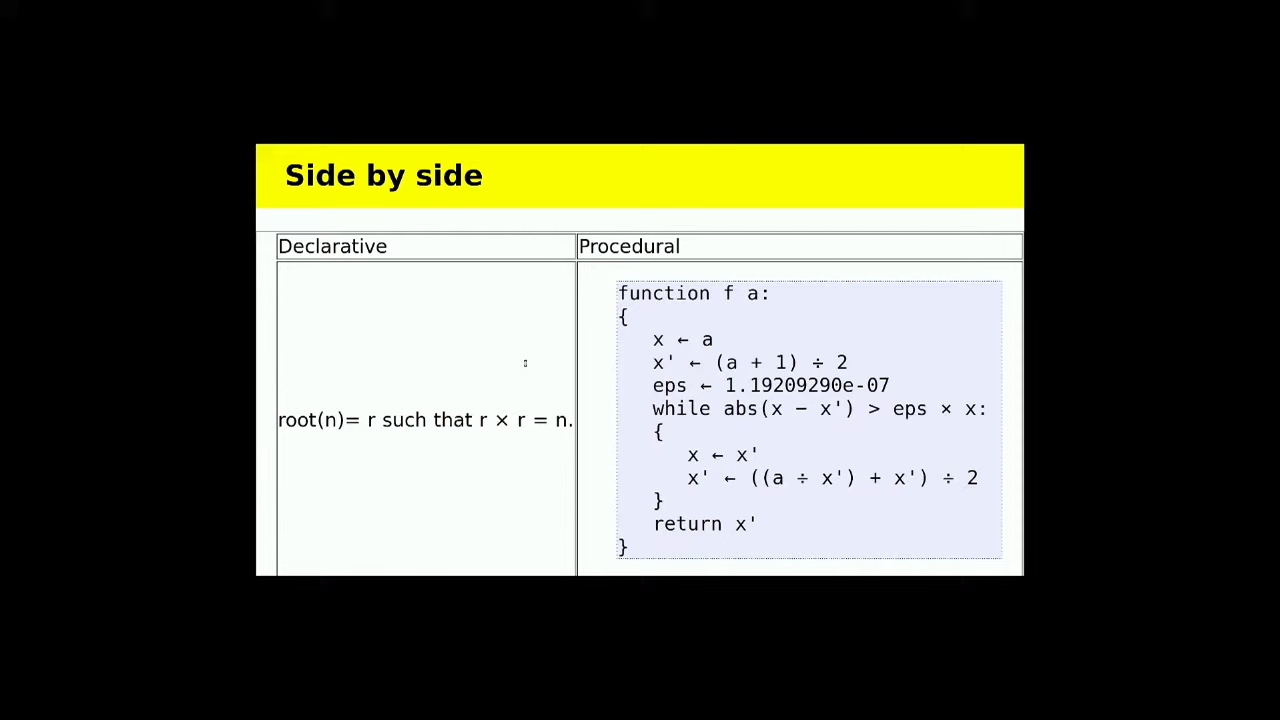 Side by side
Declarative
Procedural
root(n)= r such that r × r = n.
function f a:
{
x ← a
x' ← (a + 1) ÷ 2
eps ← 1.19209290e-07
while abs(x − x') > eps × x:
{
x ← x'
x' ← ((a ÷ x') + x') ÷ 2
}
return x'
}